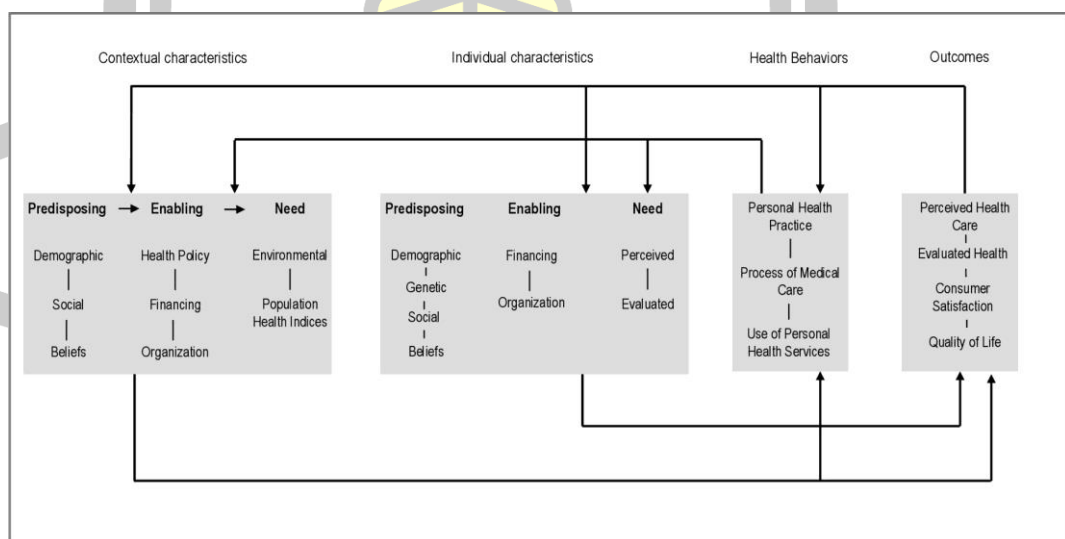 Contextual characteristics
Individual characteristics
Health Behaviors
Outcomes
Predisposing → Enabling → Need
Demographic
Social
Beliefs
Health Policy
Financing
Organization
Environmental
Population
Health Indices
Predisposing
Enabling
Need
Demographic
Genetic
Social
Beliefs
Financing
Organization
Perceived
Evaluated
Personal Health
Practice
Process of Medical
Care
Use of Personal
Health Services
Perceived Health
Care
Evaluated Health
Consumer
Satisfaction
Quality of Life